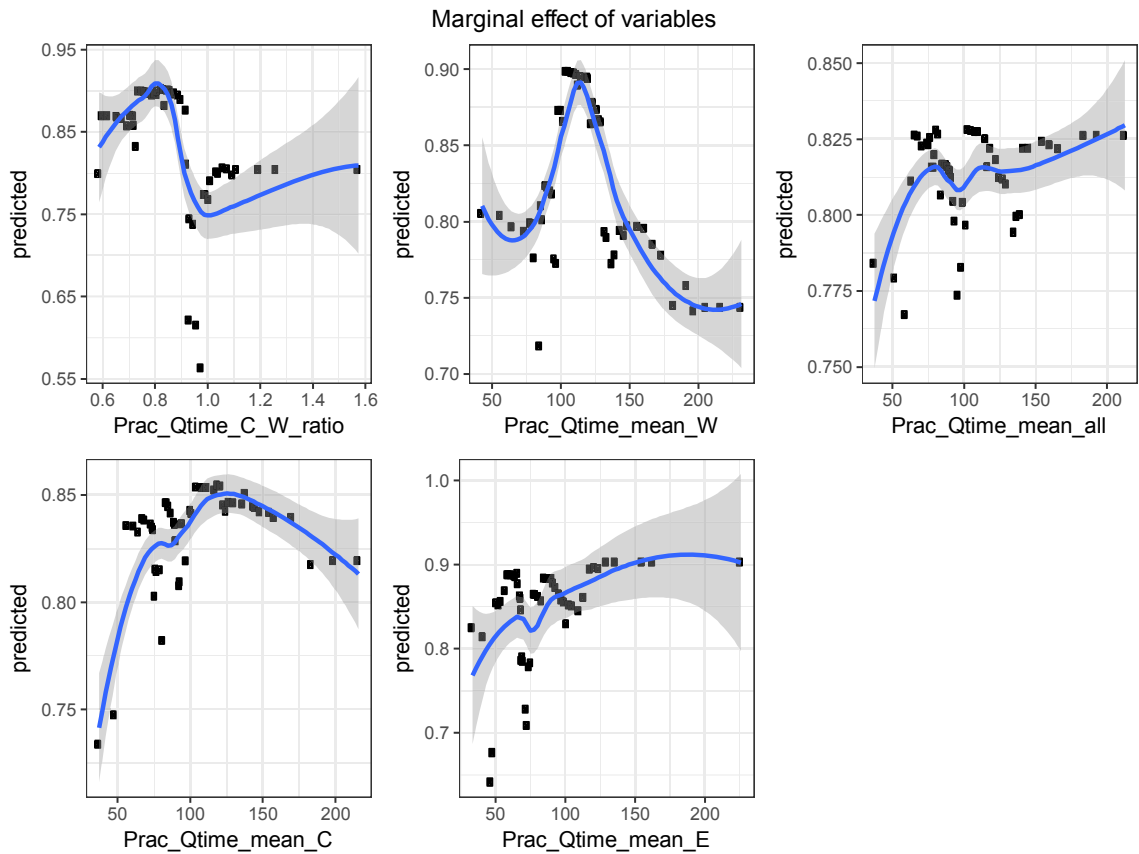 Marginal effect of variables
predicted
0.95
0.85
0.75
0.65
0.55
0.6 0.8 1.0 1.2 1.4 1.6
Prac_Qtime_C_W_ratio
predicted
0.90
0.85
0.80
0.75
0.70
50 100 150 200
Prac_Qtime_mean_W
predicted
0.850
0.825
0.800
0.775
0.750
50 100 150 200
Prac_Qtime_mean_all
predicted
0.85
0.80
0.75
50 100 150 200
Prac_Qtime_mean_C
predicted
1.0
0.9
0.8
0.7
50 100 150 200
Prac_Qtime_mean_E